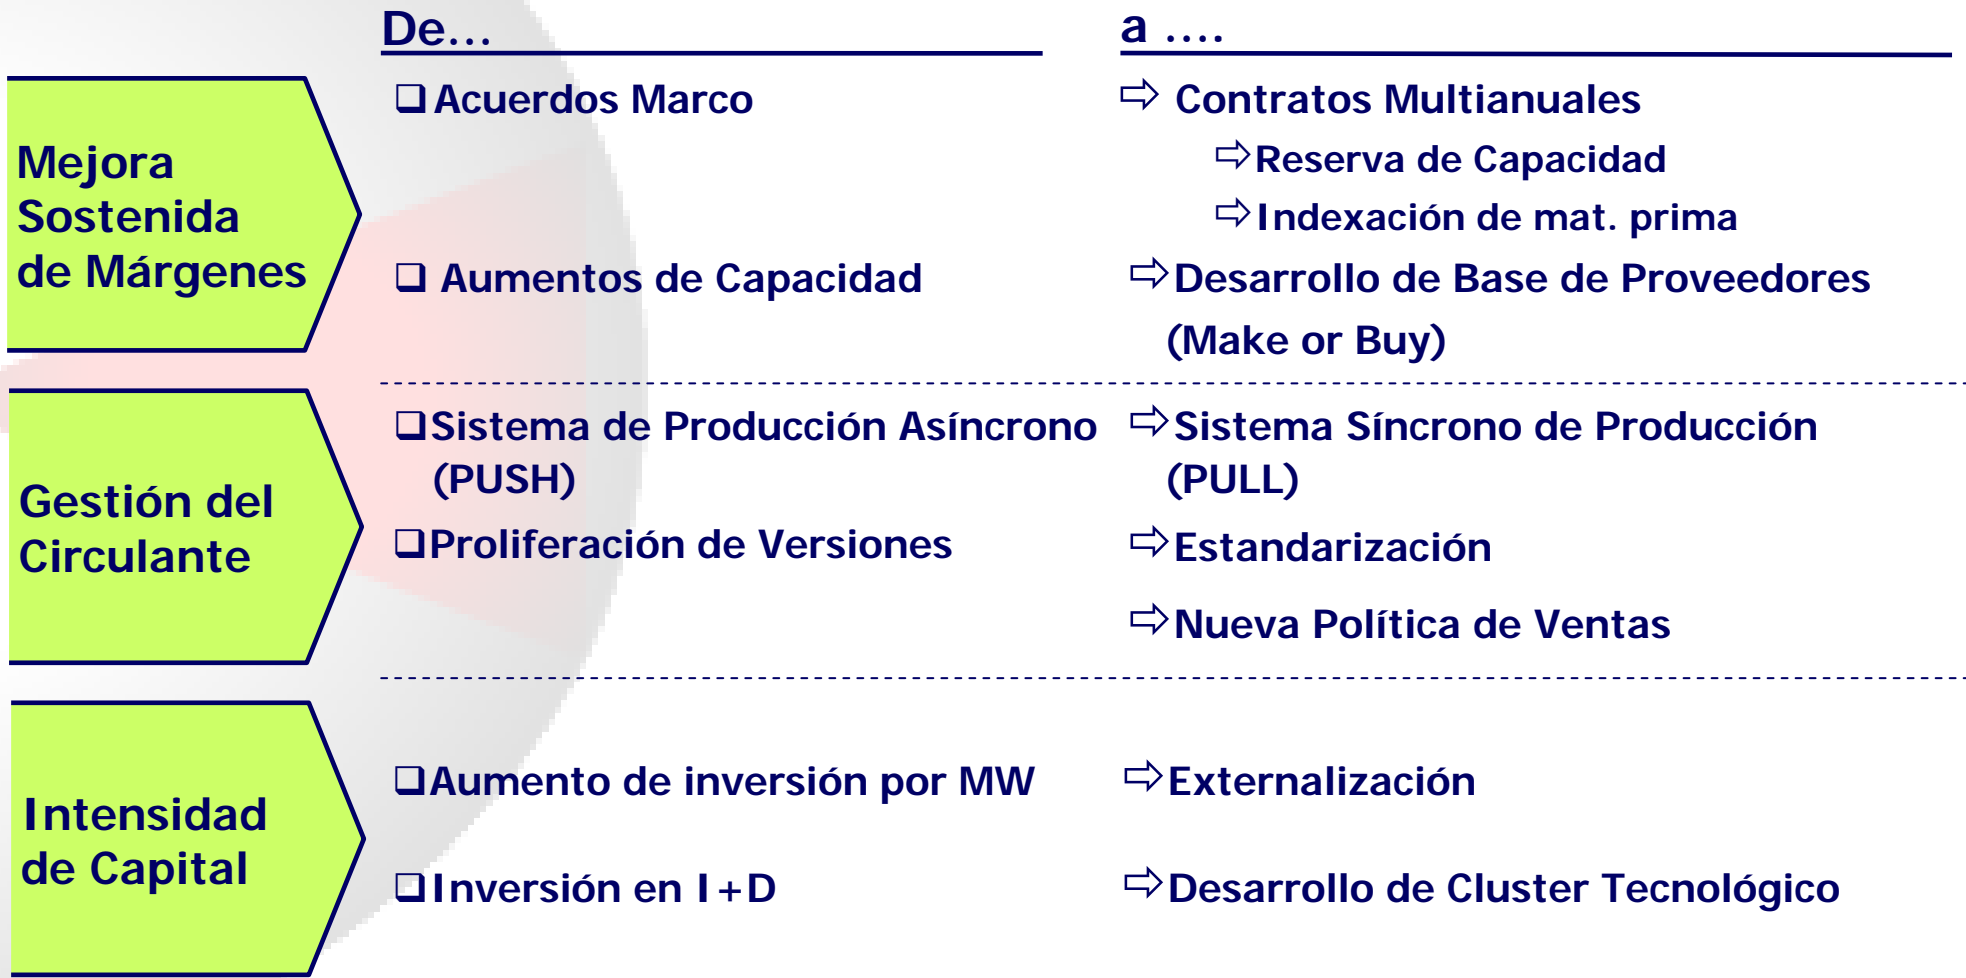 De...
a ....
Mejora
Sostenida
de Márgenes
Acuerdos Marco
Contratos Multianuales
Reserva de Capacidad
Indexación de mat. prima
Aumentos de Capacidad
Desarrollo de Base de Proveedores
(Make or Buy)
Gestión del
Circulante
Sistema de Producción Asíncrono
(PUSH)
Sistema Síncrono de Producción
(PULL)
Proliferación de Versiones
Estandarización
Nueva Política de Ventas
Intensidad
de Capital
Aumento de inversión por MW
Externalización
Inversión en I+D
Desarrollo de Cluster Tecnológico